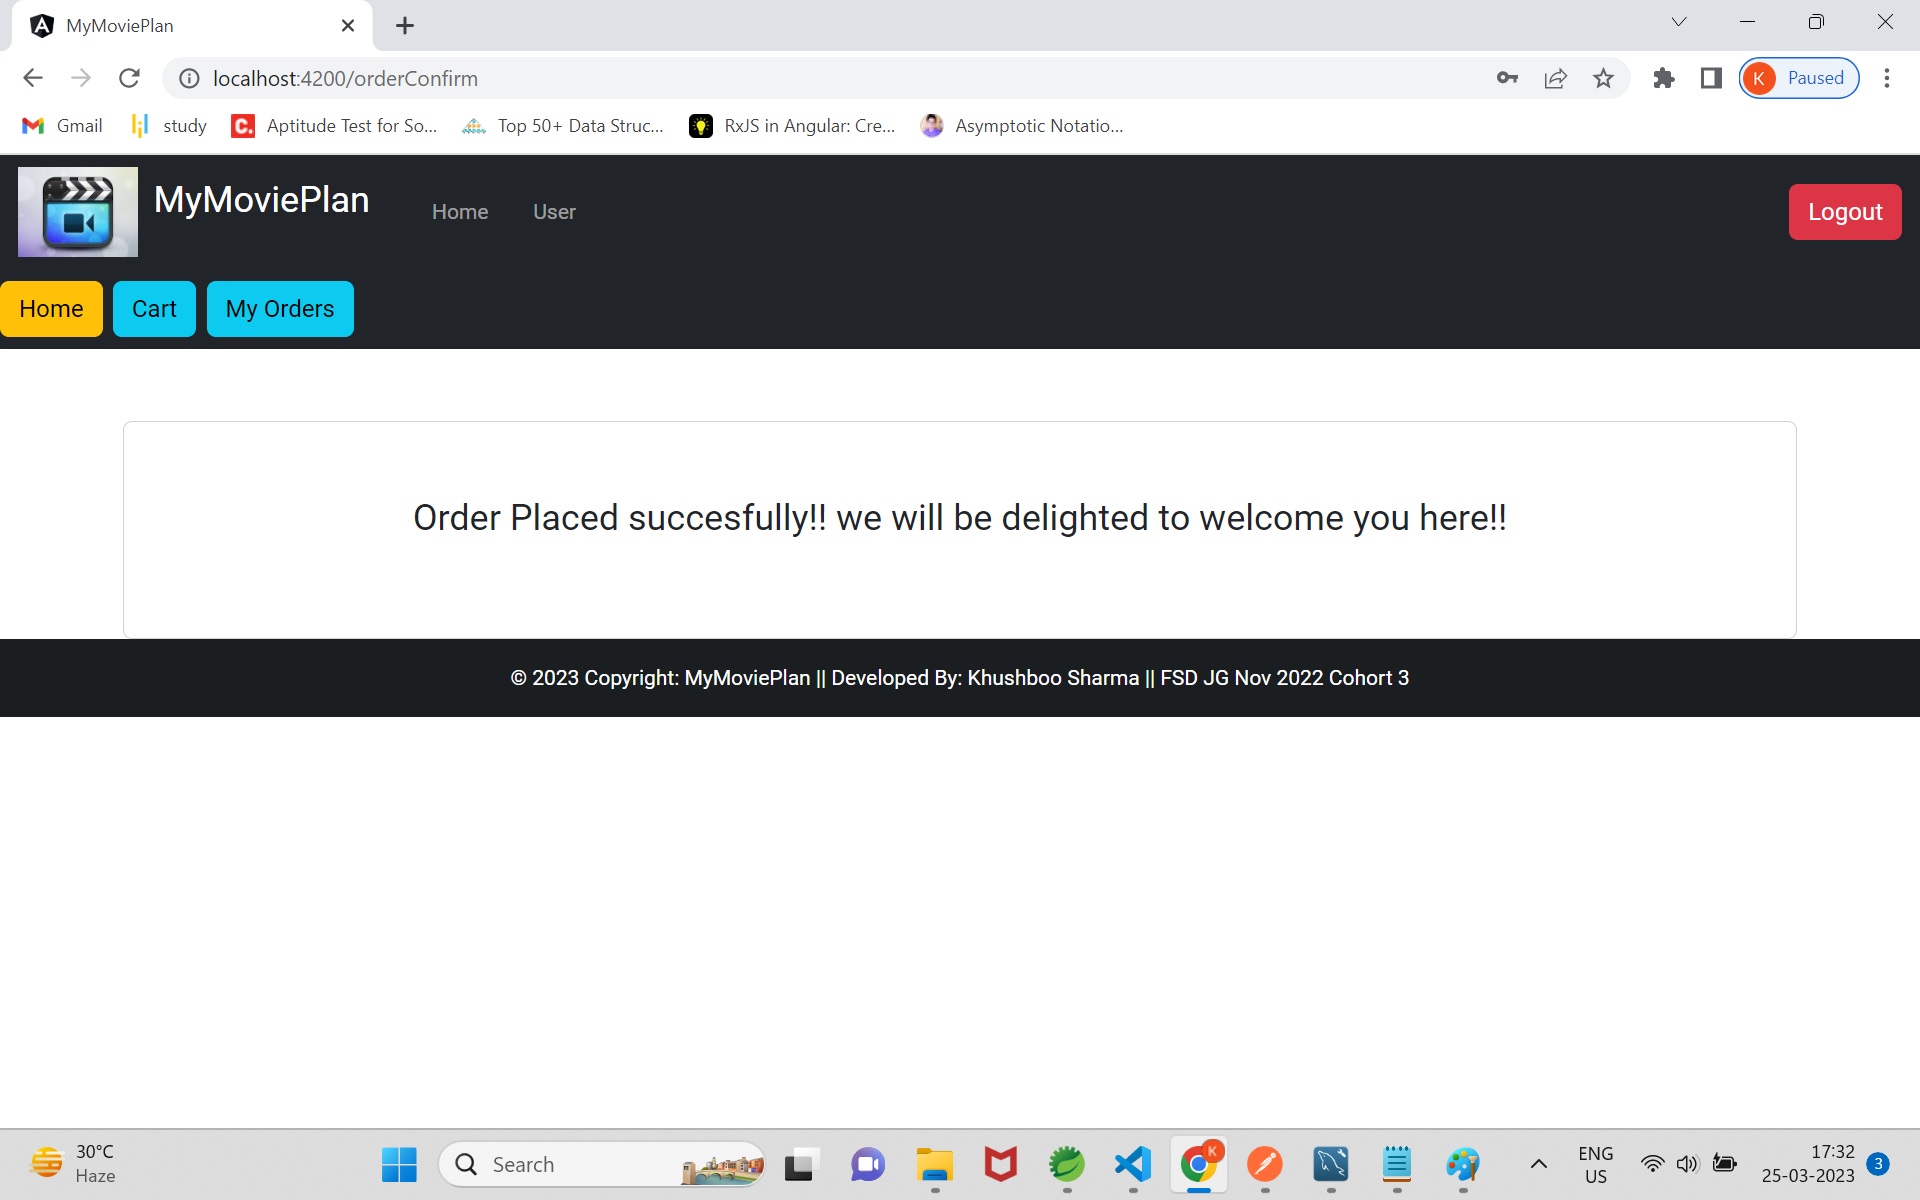 MyMoviePlan
localhost:4200/orderConfirm
K Paused
Gmail study C. Aptitude Test for So... Top 50+ Data Struc... RxJS in Angular: Cre... Asymptotic Notatio...
MyMoviePlan Home User Logout
Home Cart My Orders
Order Placed succesfully!! we will be delighted to welcome you here!!
© 2023 Copyright: MyMoviePlan || Developed By: Khushboo Sharma || FSD JG Nov 2022 Cohort 3
30°C
Haze
Search
K
ENG
US
17:32
25-03-2023
3